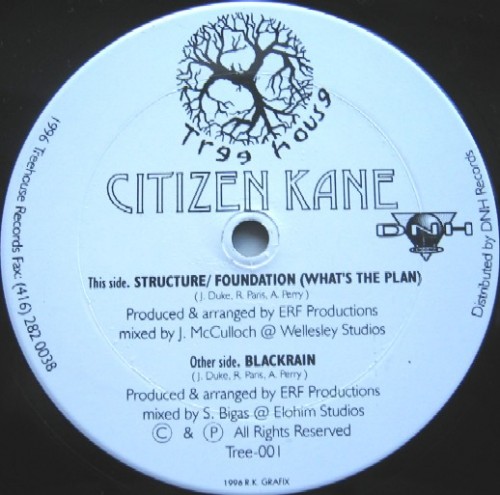 Tree House
CITIZEN KANE
DNH
This side. STRUCTURE/ FOUNDATION (WHAT'S THE PLAN)
( J. Duke, R. Paris, A. Perry )
Produced & arranged by ERF Productions
mixed by J. McCulloch @ Wellesley Studios
Other side. BLACKRAIN
( J. Duke, R. Paris, A. Perry )
Produced & arranged by ERF Productions
mixed by S. Bigas @ Elohim Studios
© & ℗ All Rights Reserved
Tree-001
1996 R.K. GRAFIX
1996 Treehouse Records Fax: (416) 282 0038
Distributed by DNH Records